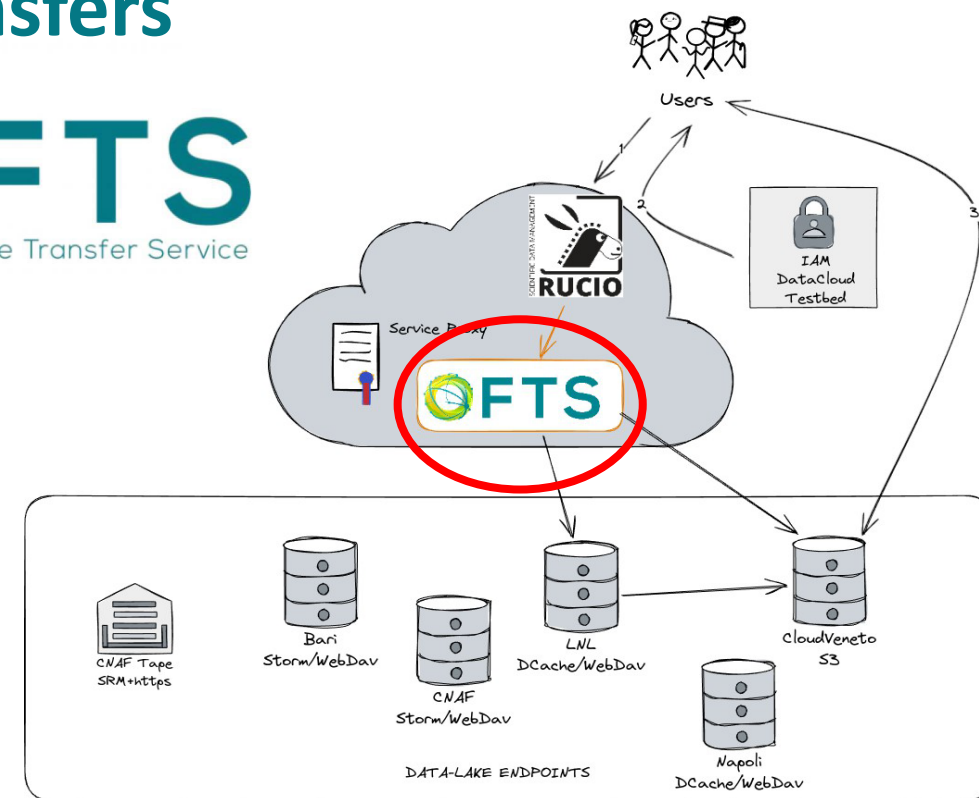 nsfers
FTS
e Transfer Service
Users
1
2
3
SCIENTIFIC DATA MANAGEMENT
RUCIO
IAM
DataCloud
Testbed
Service Proxy
FTS
CNAF Tape
SRM+https
Bari
Storm/WebDav
CNAF
Storm/WebDav
LNL
DCache/WebDav
CloudVeneto
S3
Napoli
DCache/WebDav
DATA-LAKE ENDPOINTS